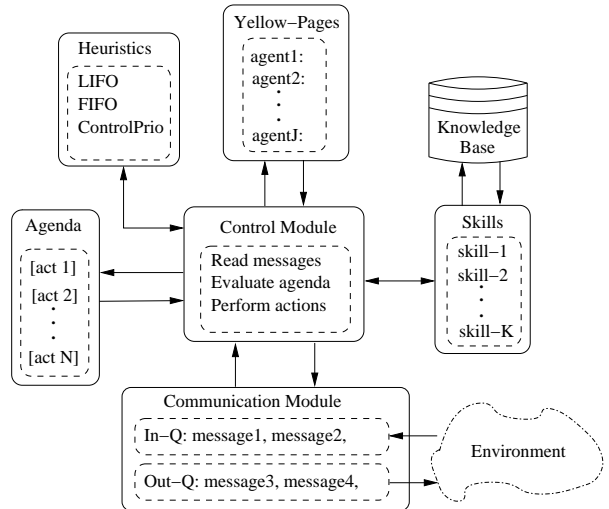 Yellow−Pages
agent1:
agent2:
agentJ:
Heuristics
LIFO
FIFO
ControlPrio
Knowledge
Base
Agenda
[act 1]
[act 2]
[act N]
Control Module
Read messages
Evaluate agenda
Perform actions
Skills
skill−1
skill−2
skill−K
Communication Module
In−Q: message1, message2,
Out−Q: message3, message4,
Environment